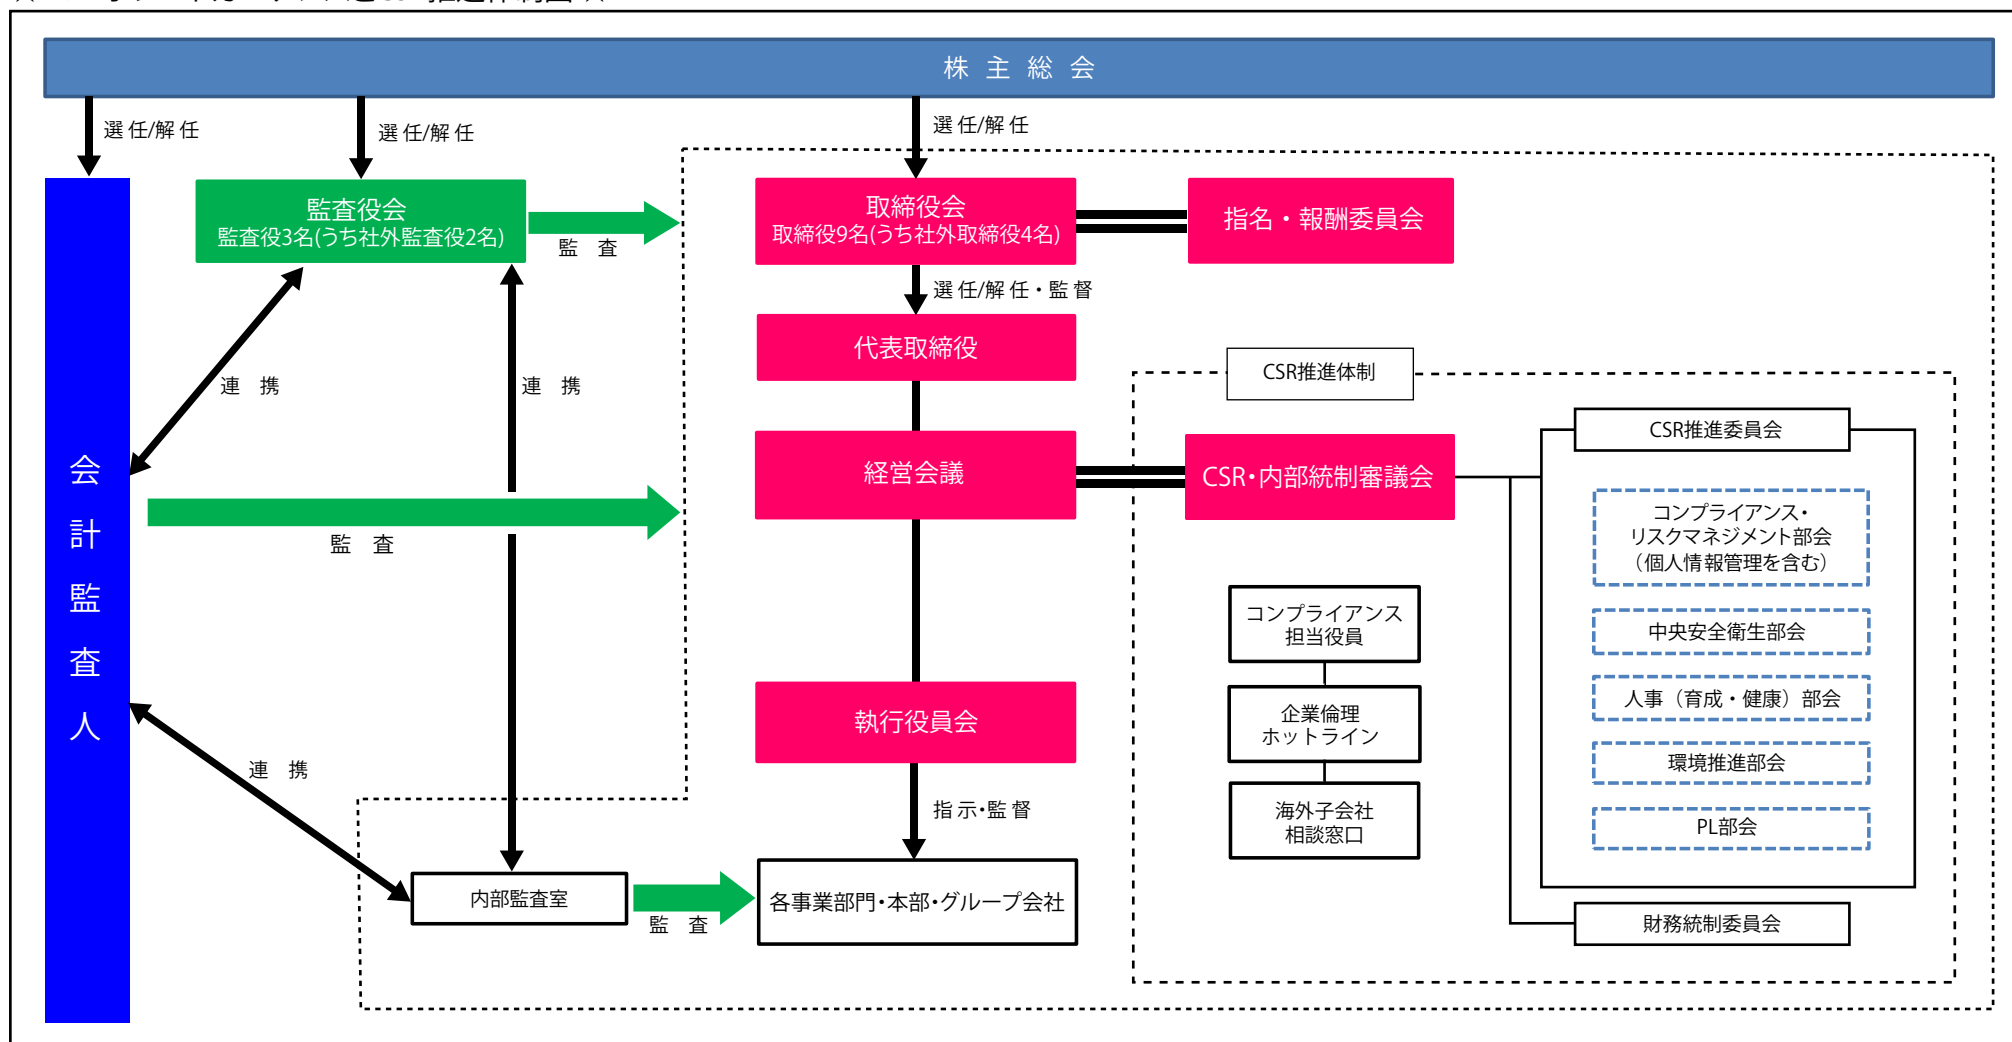 株 主 総 会
選 任/解 任
選 任/解 任
選 任/解 任
監査役会
監査役3名(うち社外監査役2名)
監 査
取締役会
取締役9名(うち社外取締役4名)
指名・報酬委員会
選 任/解 任・監 督
代表取締役
CSR推進体制
連 携
連 携
経営会議
CSR・内部統制審議会
CSR推進委員会
会計監査人
監 査
コンプライアンス・
リスクマネジメント部会
（個人情報管理を含む）
コンプライアンス
担当役員
中央安全衛生部会
人事（育成・健康）部会
執行役員会
企業倫理
ホットライン
環境推進部会
連 携
指 示・監 督
海外子会社
相談窓口
PL部会
内部監査室
監 査
各事業部門・本部・グループ会社
財務統制委員会